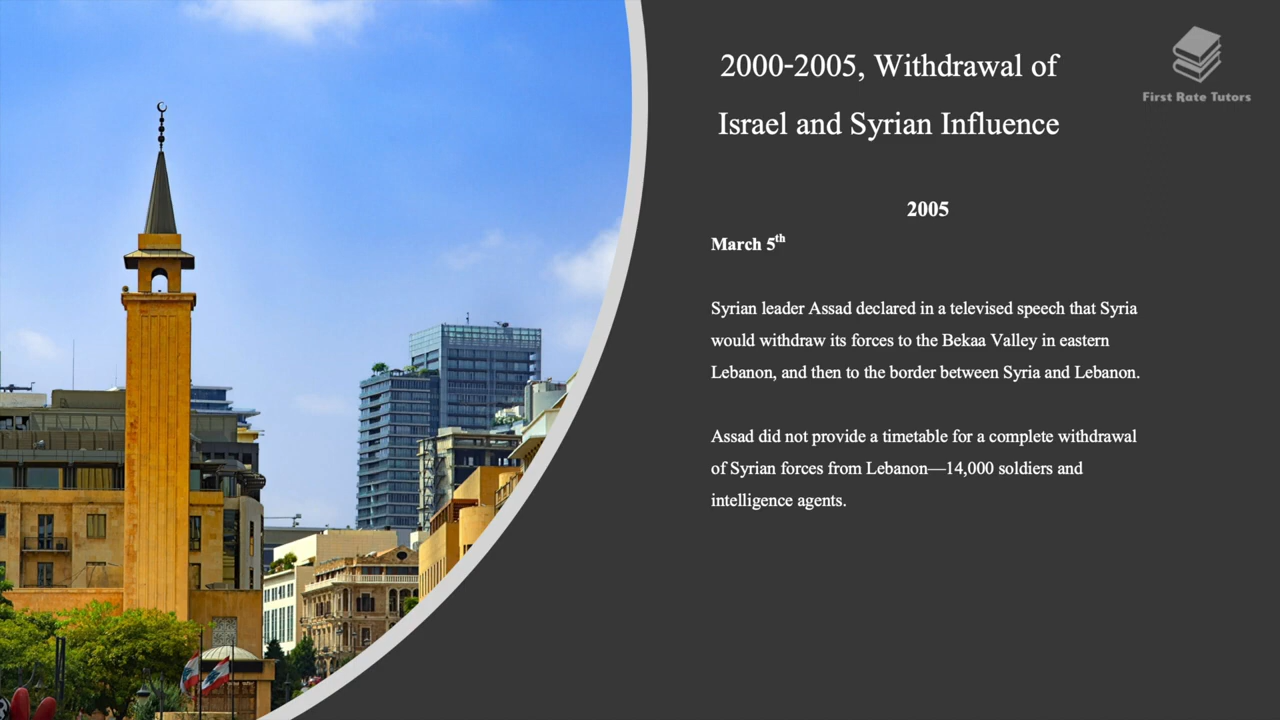 2000-2005, Withdrawal of
Israel and Syrian Influence
First Rate Tutors
2005
March 5th
Syrian leader Assad declared in a televised speech that Syria
would withdraw its forces to the Bekaa Valley in eastern
Lebanon, and then to the border between Syria and Lebanon.
Assad did not provide a timetable for a complete withdrawal
of Syrian forces from Lebanon—14,000 soldiers and
intelligence agents.